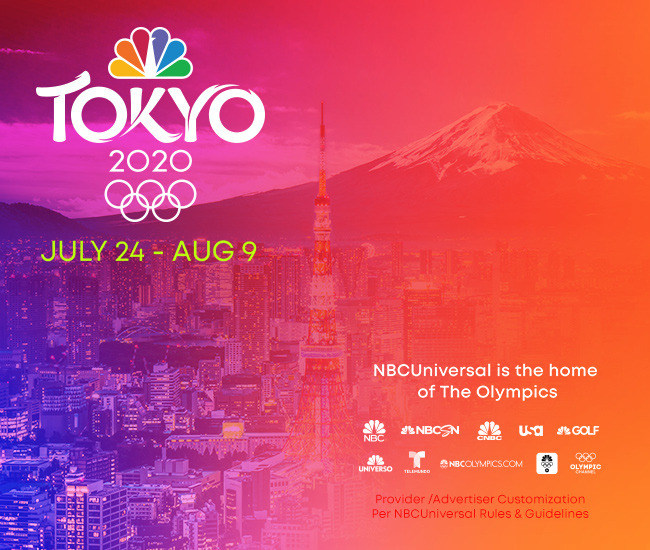 TOKYO
2020
JULY 24 - AUG 9
NBCUniversal is the home
of The Olympics
NBC NBCSN CNBC USA GOLF
UNIVERSO TELEMUNDO NBCOLYMPICS.COM OLYMPIC
CHANNEL
Provider /Advertiser Customization
Per NBCUniversal Rules & Guidelines